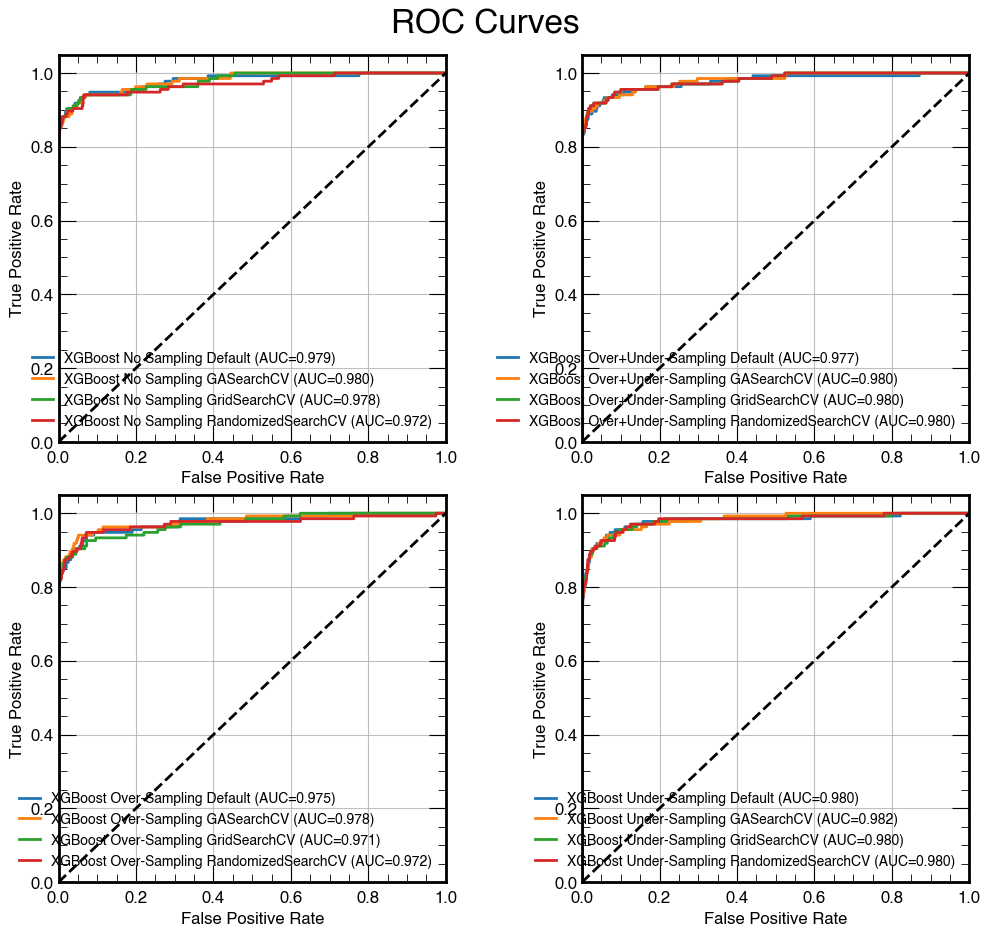 ROC Curves
1.0
0.8
0.6
0.4
0.2
0.0
True Positive Rate
XGBoost No Sampling Default (AUC=0.979)
XGBoost No Sampling GASearchCV (AUC=0.980)
XGBoost No Sampling GridSearchCV (AUC=0.978)
XGBoost No Sampling RandomizedSearchCV (AUC=0.972)
0.0 0.2 0.4 0.6 0.8 1.0
False Positive Rate
1.0
0.8
0.6
0.4
0.2
0.0
True Positive Rate
XGBoost Over+Under-Sampling Default (AUC=0.977)
XGBoost Over+Under-Sampling GASearchCV (AUC=0.980)
XGBoost Over+Under-Sampling GridSearchCV (AUC=0.980)
XGBoost Over+Under-Sampling RandomizedSearchCV (AUC=0.980)
0.0 0.2 0.4 0.6 0.8 1.0
False Positive Rate
1.0
0.8
0.6
0.4
0.2
0.0
True Positive Rate
XGBoost Over-Sampling Default (AUC=0.975)
XGBoost Over-Sampling GASearchCV (AUC=0.978)
XGBoost Over-Sampling GridSearchCV (AUC=0.971)
XGBoost Over-Sampling RandomizedSearchCV (AUC=0.972)
0.0 0.2 0.4 0.6 0.8 1.0
False Positive Rate
1.0
0.8
0.6
0.4
0.2
0.0
True Positive Rate
XGBoost Under-Sampling Default (AUC=0.980)
XGBoost Under-Sampling GASearchCV (AUC=0.982)
XGBoost Under-Sampling GridSearchCV (AUC=0.980)
XGBoost Under-Sampling RandomizedSearchCV (AUC=0.980)
0.0 0.2 0.4 0.6 0.8 1.0
False Positive Rate